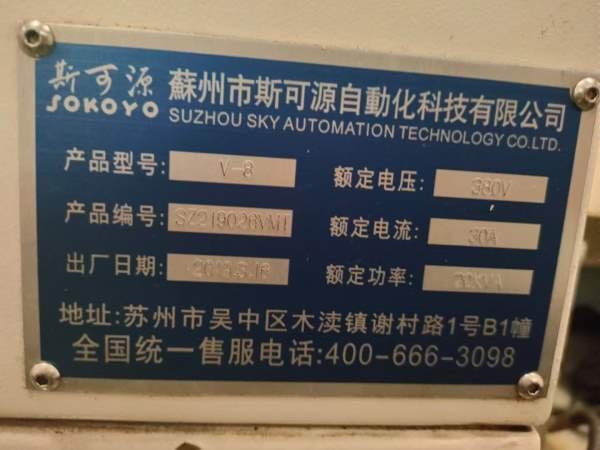 斯可源 蘇州市斯可源自動化科技有限公司
SOKOYO SUZHOU SKY AUTOMATION TECHNOLOGY CO.LTD.
产品型号: V-8 额定电压: 380V
产品编号: 额定电流: 30A
出厂日期: 额定功率: 20KVA
地址:苏州市吴中区木渎镇谢村路1号B1幢
全国统一售服电话:400-666-3098